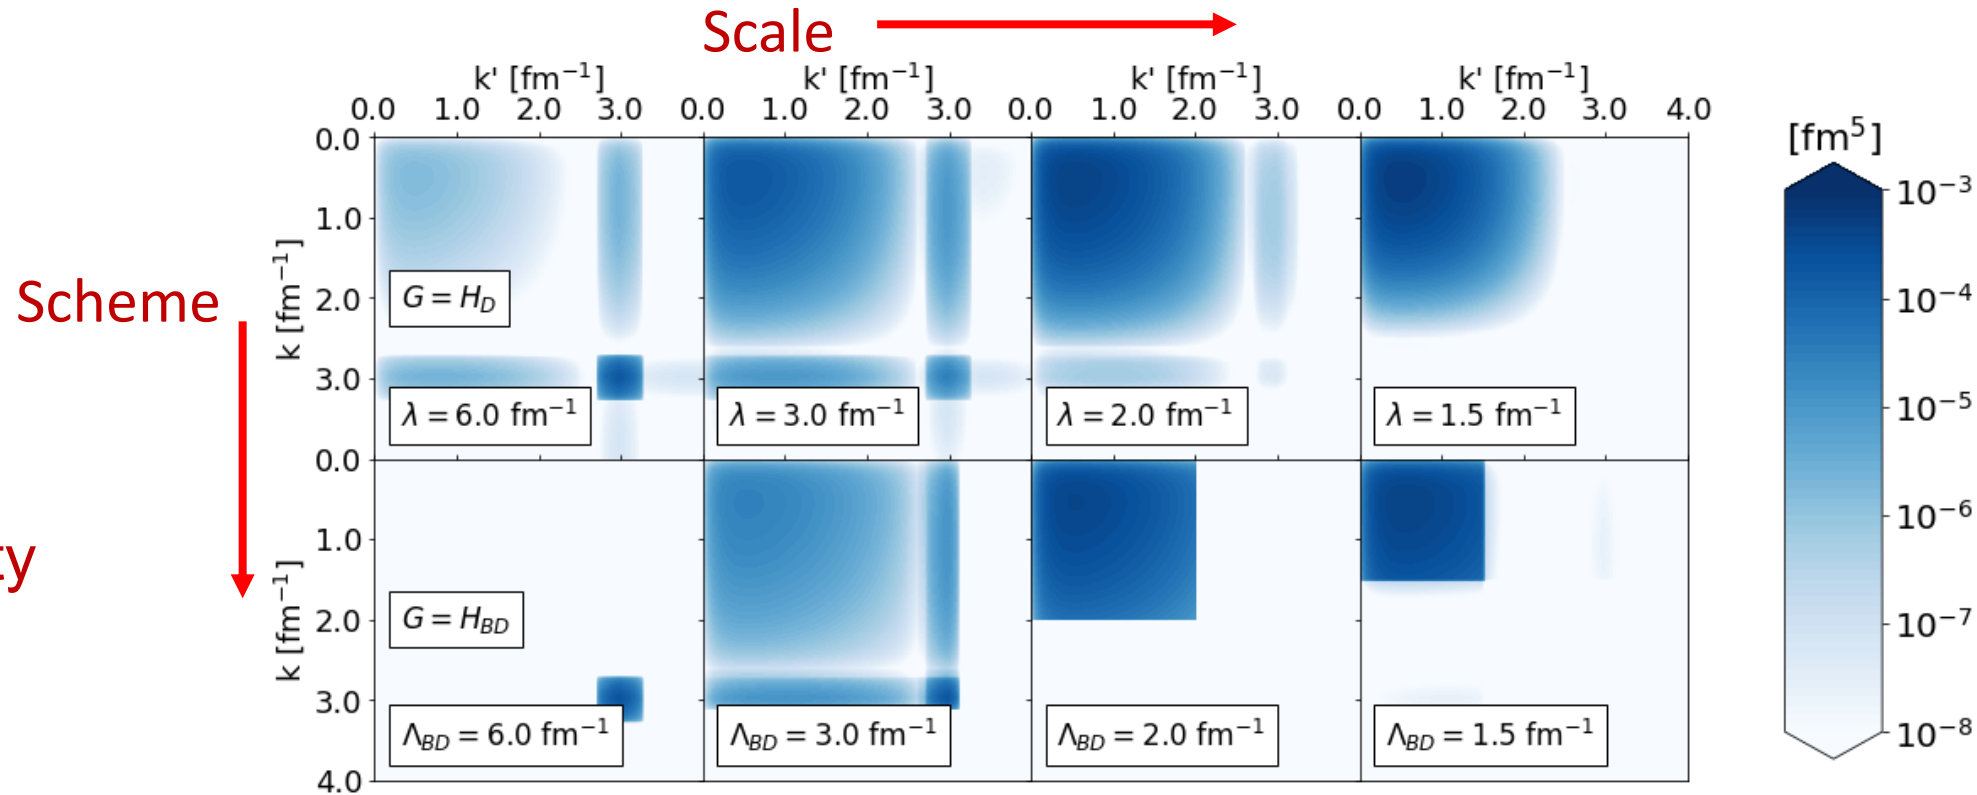 Scale
k' [fm⁻¹] k' [fm⁻¹] k' [fm⁻¹] k' [fm⁻¹]
0.0 1.0 2.0 3.0 0.0 1.0 2.0 3.0 0.0 1.0 2.0 3.0 0.0 1.0 2.0 3.0 4.0
[fm⁵]
0.0
1.0
2.0
3.0
k [fm⁻¹]
Scheme
G = H_D
λ = 6.0 fm⁻¹
λ = 3.0 fm⁻¹
λ = 2.0 fm⁻¹
λ = 1.5 fm⁻¹
0.0
1.0
2.0
3.0
4.0
k [fm⁻¹]
ty
G = H_BD
Λ_BD = 6.0 fm⁻¹
Λ_BD = 3.0 fm⁻¹
Λ_BD = 2.0 fm⁻¹
Λ_BD = 1.5 fm⁻¹
10⁻³
10⁻⁴
10⁻⁵
10⁻⁶
10⁻⁷
10⁻⁸